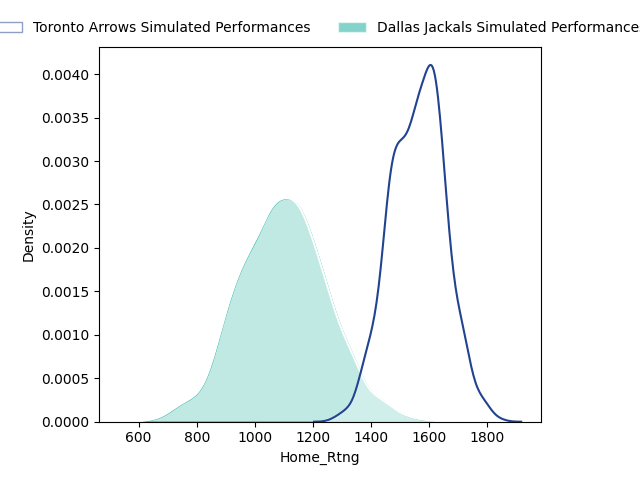 Toronto Arrows Simulated Performances Dallas Jackals Simulated Performance
0.0040
0.0035
0.0030
0.0025
0.0020
0.0015
0.0010
0.0005
0.0000
Density
600 800 1000 1200 1400 1600 1800
Home_Rtng